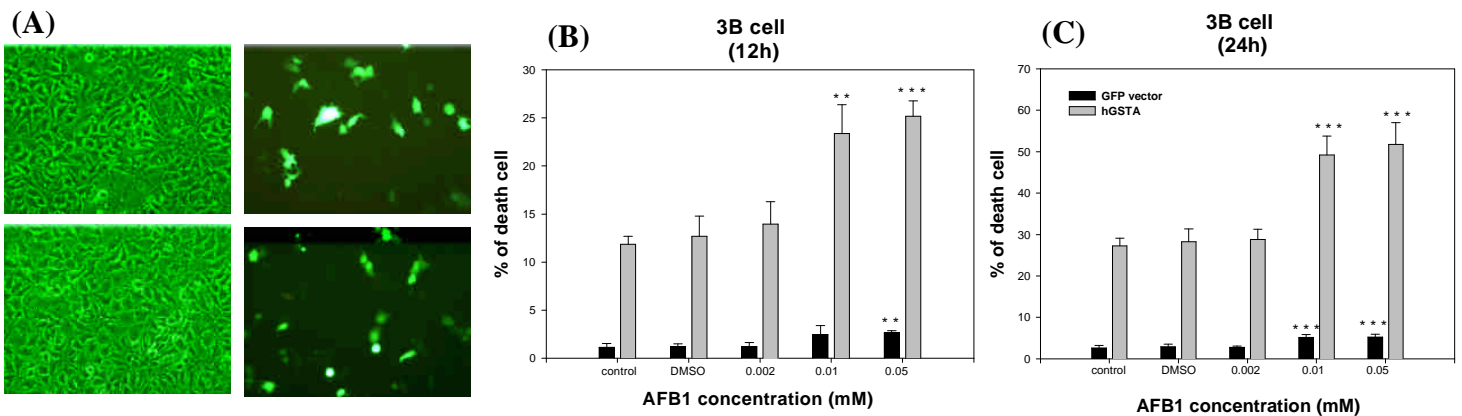 (A)
(B)
3B cell
(12h)
30
25
20
15
10
5
0
% of death cell
* *
* * *
* *
control
DMSO
0.002
0.01
0.05
AFB1 concentration (mM)
(C)
3B cell
(24h)
70
60
50
40
30
20
10
0
% of death cell
GFP vector
hGSTA
* * *
* * *
* * *
* * *
control
DMSO
0.002
0.01
0.05
AFB1 concentration (mM)